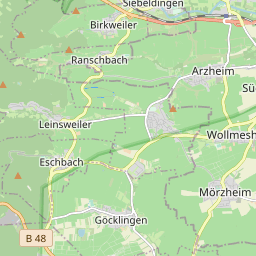 Siebeldingen
Birkweiler
Ranschbach
Arzheim
Sü
Leinsweiler
Wollmesh
Eschbach
Mörzheim
Göcklingen
B 48